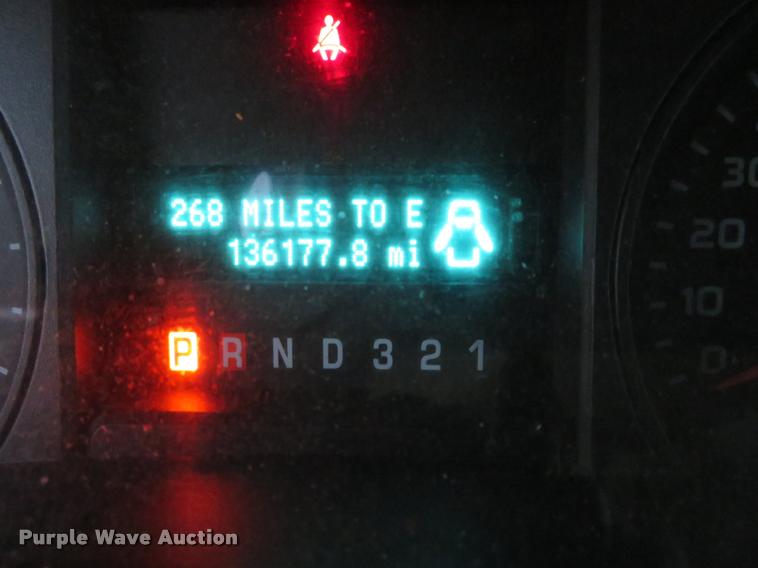 268 MILES TO E
136177.8 mi
P R N D 3 2 1
30
20
10
0
Purple Wave Auction